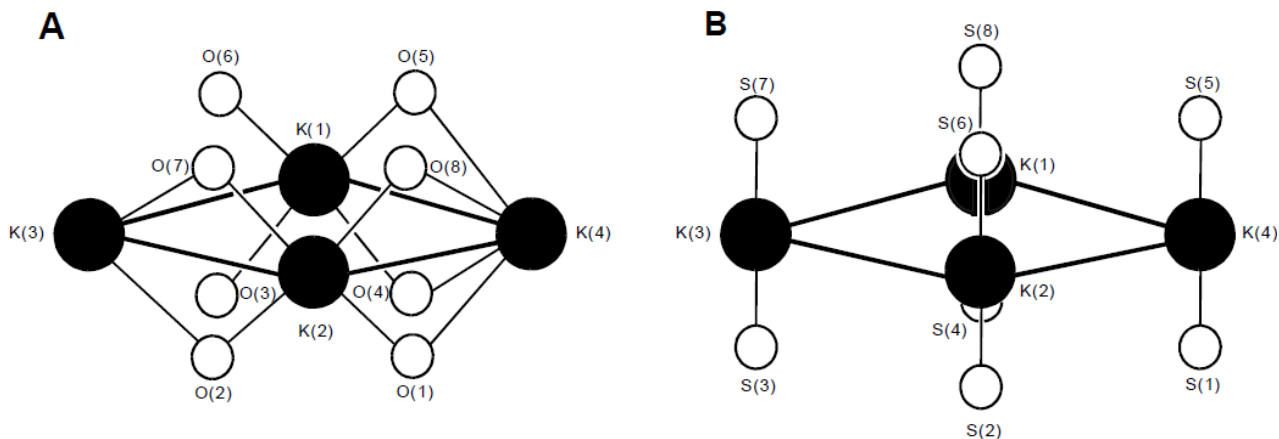 A
O(6)
O(5)
K(1)
O(7)
O(8)
K(3)
K(4)
O(3)
O(4)
K(2)
O(2)
O(1)
B
S(8)
S(7)
S(5)
S(6)
K(1)
K(3)
K(4)
K(2)
S(4)
S(3)
S(1)
S(2)